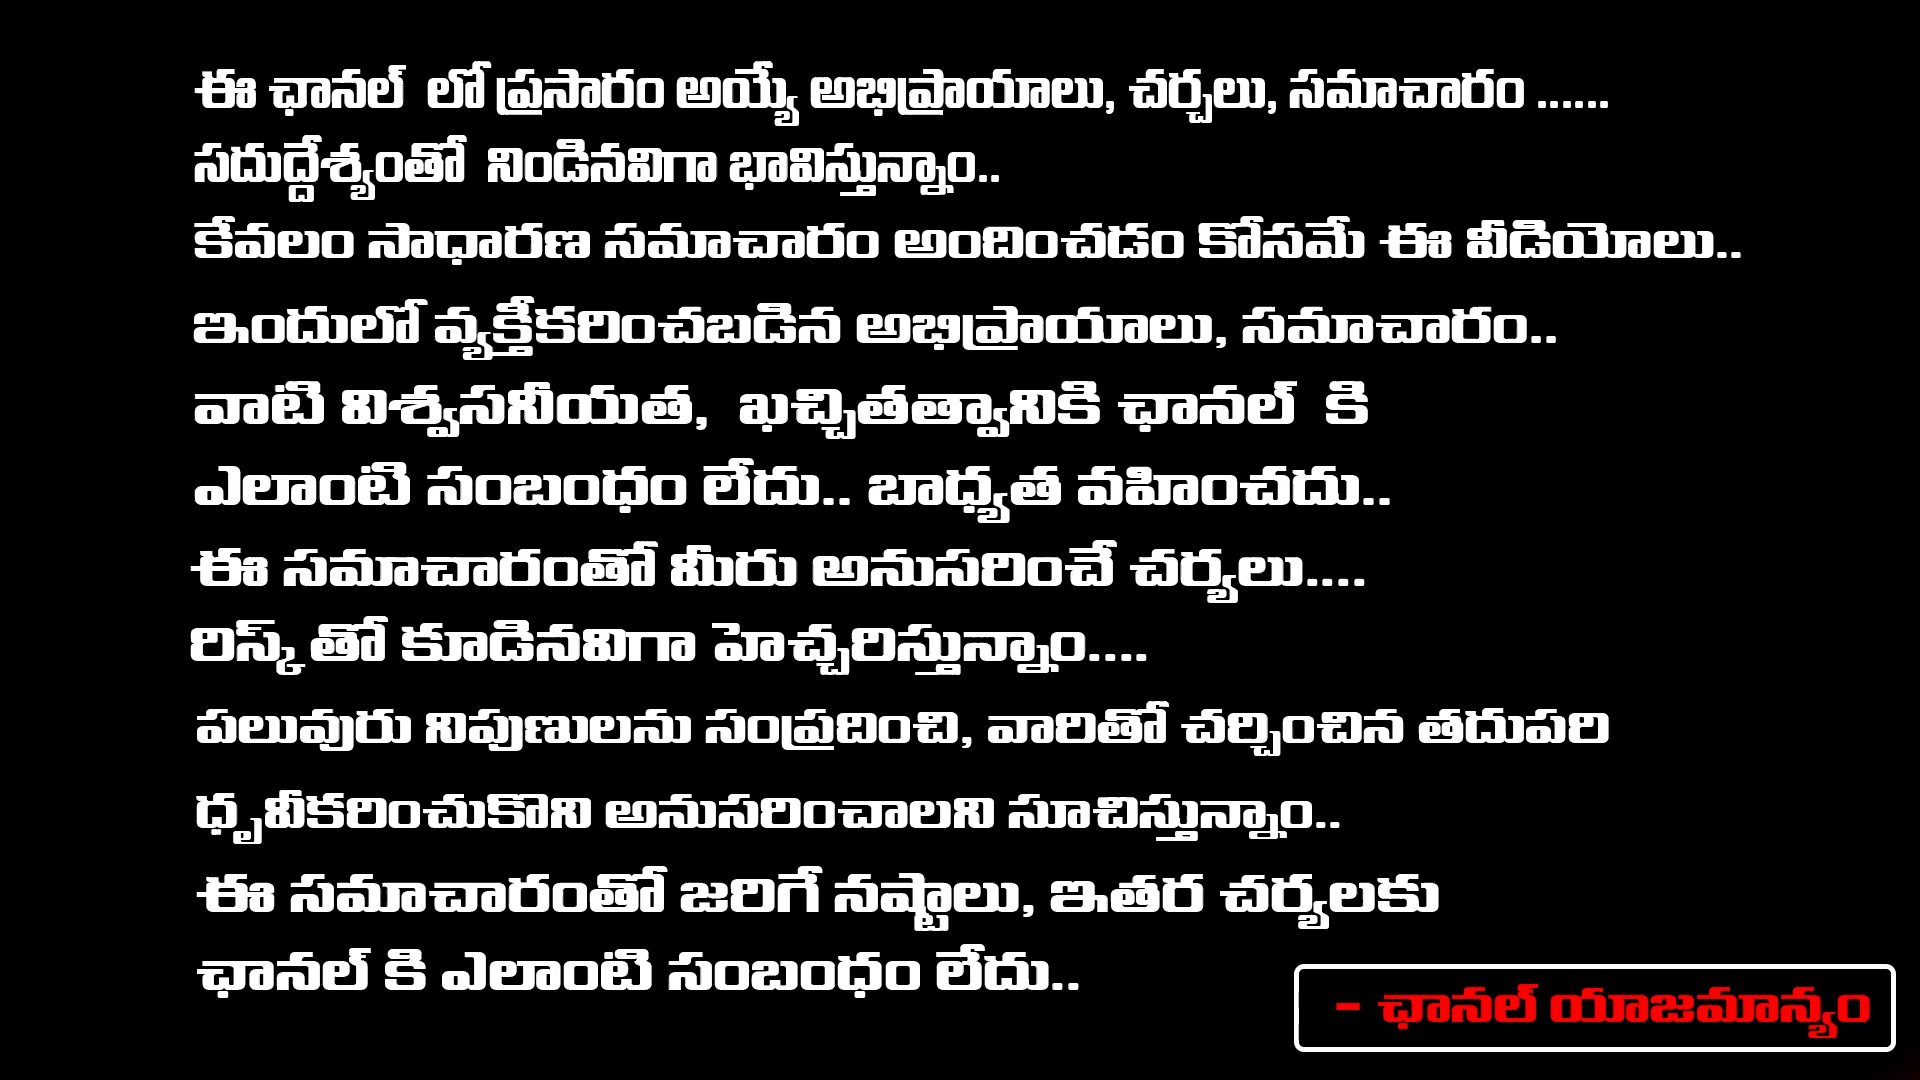 ఈ ఛానల్ లో ప్రసారం అయ్యే అభిప్రాయాలు, చర్చలు, సమాచారం ......
సదుద్దేశ్యంతో నిండినవిగా భావిస్తున్నాం..
కేవలం సాధారణ సమాచారం అందించడం కోసమే ఈ వీడియోలు..
ఇందులో వ్యక్తీకరించబడిన అభిప్రాయాలు, సమాచారం..
వాటి విశ్వసనీయత, ఖచ్చితత్వానికి ఛానల్ కి
ఎలాంటి సంబంధం లేదు.. బాధ్యత వహించదు..
ఈ సమాచారంతో మీరు అనుసరించే చర్యలు....
రిస్క్ తో కూడినవిగా హెచ్చరిస్తున్నాం....
పలువురు నిపుణులను సంప్రదించి, వారితో చర్చించిన తదుపరి
ధృవీకరించుకొని అనుసరించాలని సూచిస్తున్నాం..
ఈ సమాచారంతో జరిగే నష్టాలు, ఇతర చర్యలకు
ఛానల్ కి ఎలాంటి సంబంధం లేదు..
- ఛానల్ యాజమాన్యం